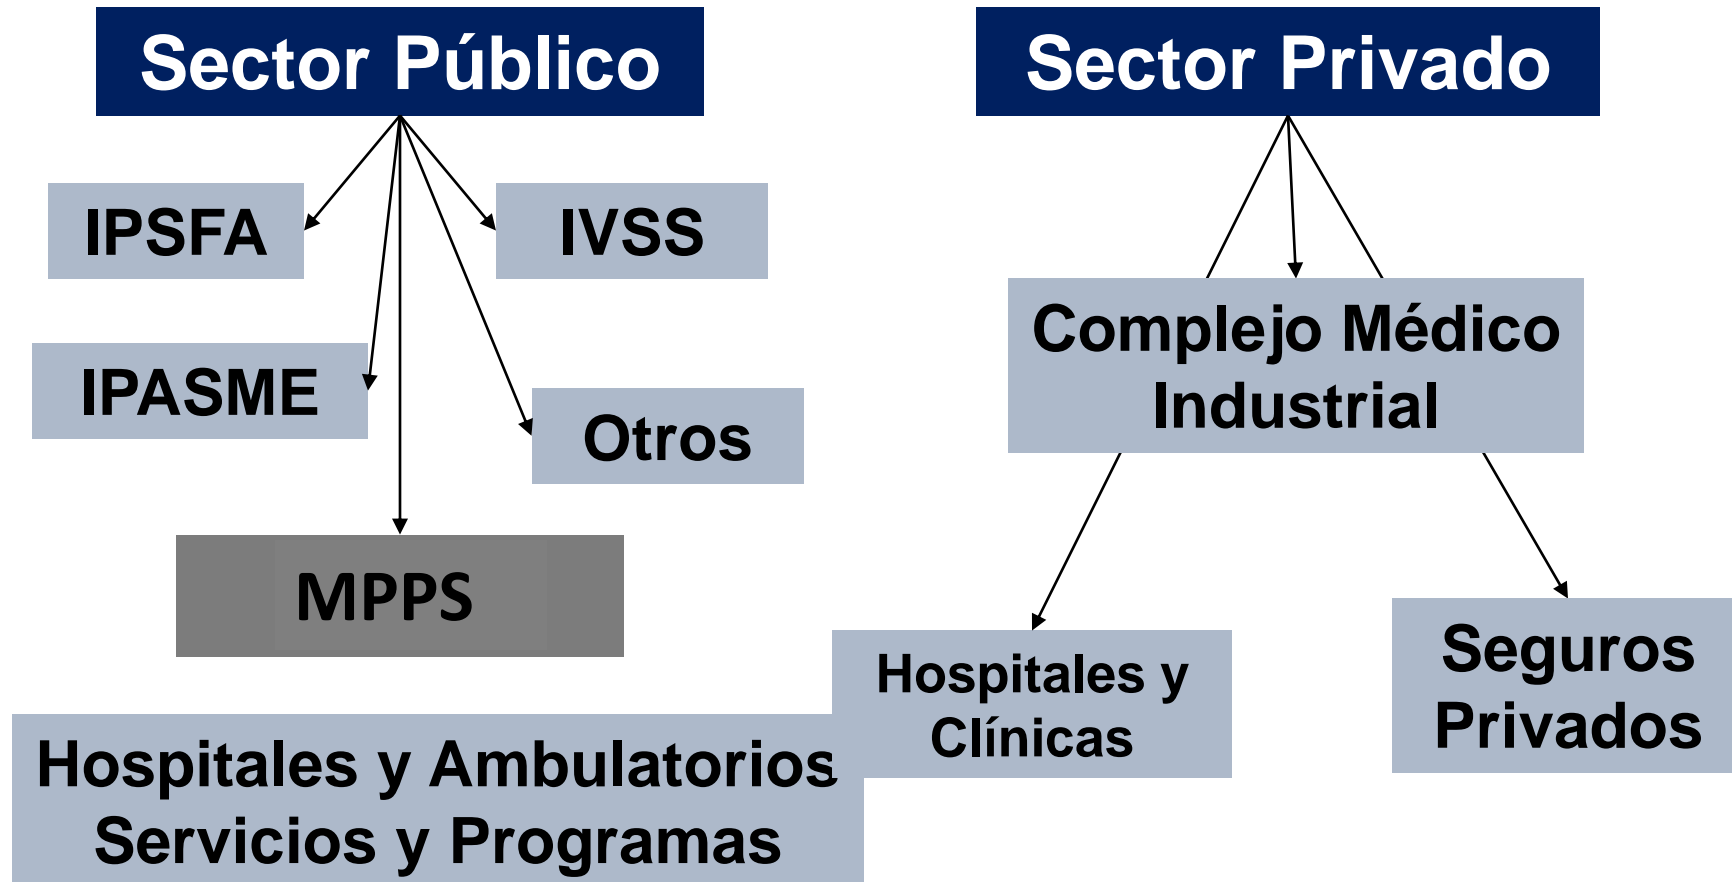 Sector Público
Sector Privado
IPSFA
IVSS
IPASME
Otros
Complejo Médico
Industrial
MPPS
Hospitales y
Clínicas
Seguros
Privados
Hospitales y Ambulatorios
Servicios y Programas